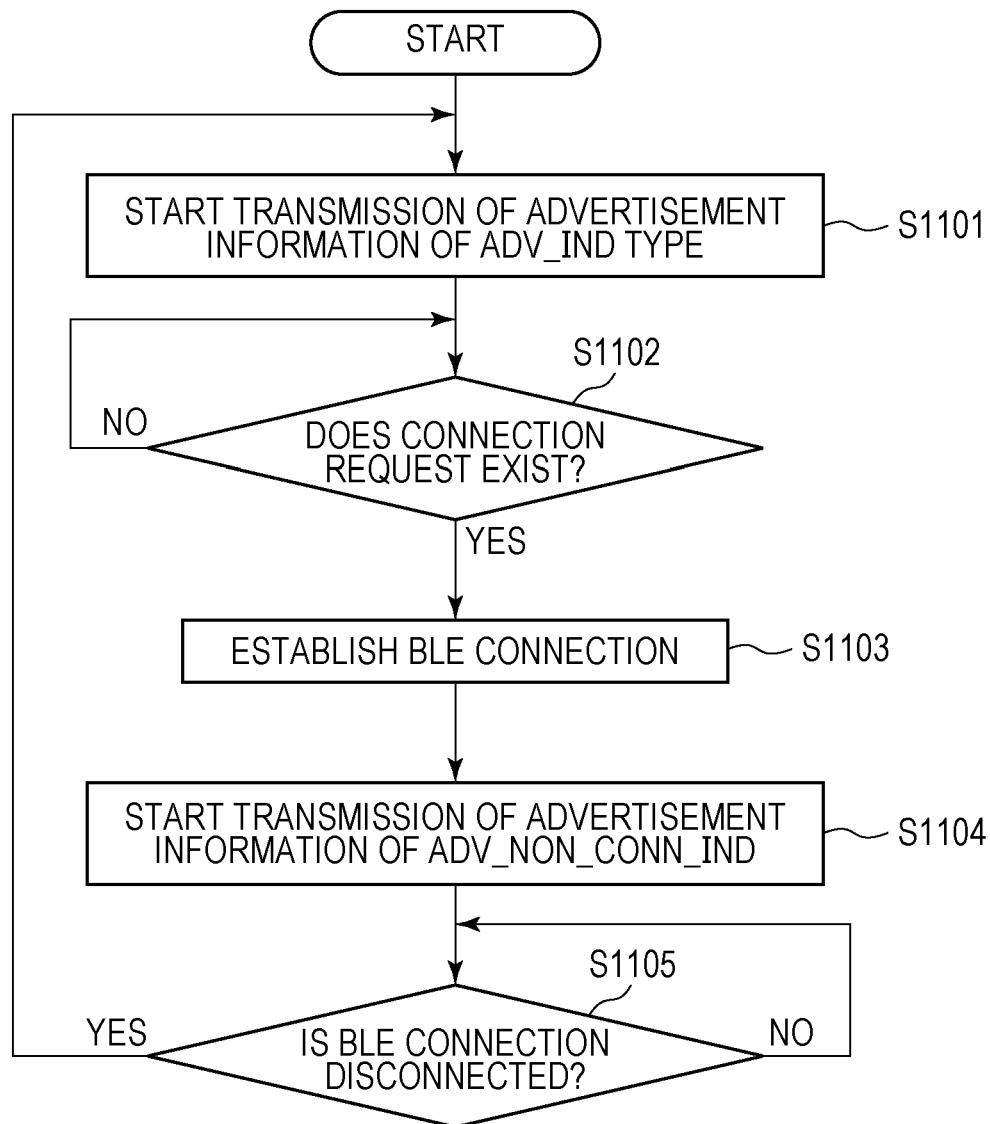 START
START TRANSMISSION OF ADVERTISEMENT
INFORMATION OF ADV_IND TYPE
S1101
S1102
NO
DOES CONNECTION
REQUEST EXIST?
YES
ESTABLISH BLE CONNECTION
S1103
START TRANSMISSION OF ADVERTISEMENT
INFORMATION OF ADV_NON_CONN_IND
S1104
S1105
YES
IS BLE CONNECTION
DISCONNECTED?
NO